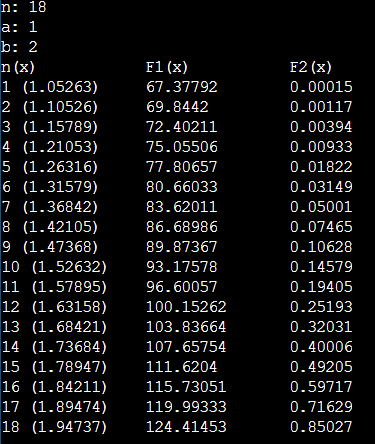 n: 18
a: 1
b: 2
n(x) F1(x) F2(x)
1 (1.05263) 67.37792 0.00015
2 (1.10526) 69.8442 0.00117
3 (1.15789) 72.40211 0.00394
4 (1.21053) 75.05506 0.00933
5 (1.26316) 77.80657 0.01822
6 (1.31579) 80.66033 0.03149
7 (1.36842) 83.62011 0.05001
8 (1.42105) 86.68986 0.07465
9 (1.47368) 89.87367 0.10628
10 (1.52632) 93.17578 0.14579
11 (1.57895) 96.60057 0.19405
12 (1.63158) 100.15262 0.25193
13 (1.68421) 103.83664 0.32031
14 (1.73684) 107.65754 0.40006
15 (1.78947) 111.6204 0.49205
16 (1.84211) 115.73051 0.59717
17 (1.89474) 119.99333 0.71629
18 (1.94737) 124.41453 0.85027